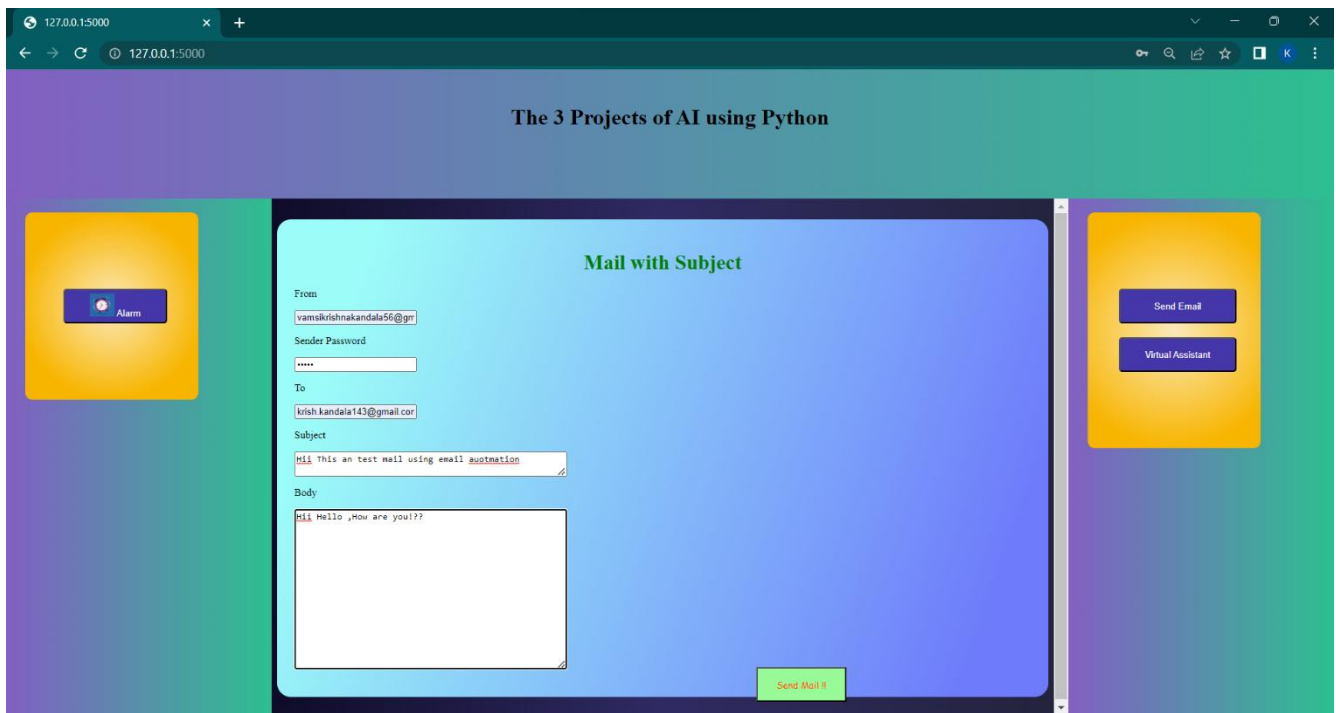 127.0.0.1:5000
127.0.0.1:5000
K
The 3 Projects of AI using Python
Alarm
Mail with Subject
From
vamsikrishnakandala56@gm
Sender Password
•••••
To
krish.kandala143@gmail.cor
Subject
Hii This an test mail using email auotmation
Body
Hii Hello ,How are you!??
Send Mail !!
Send Email
Virtual Assistant